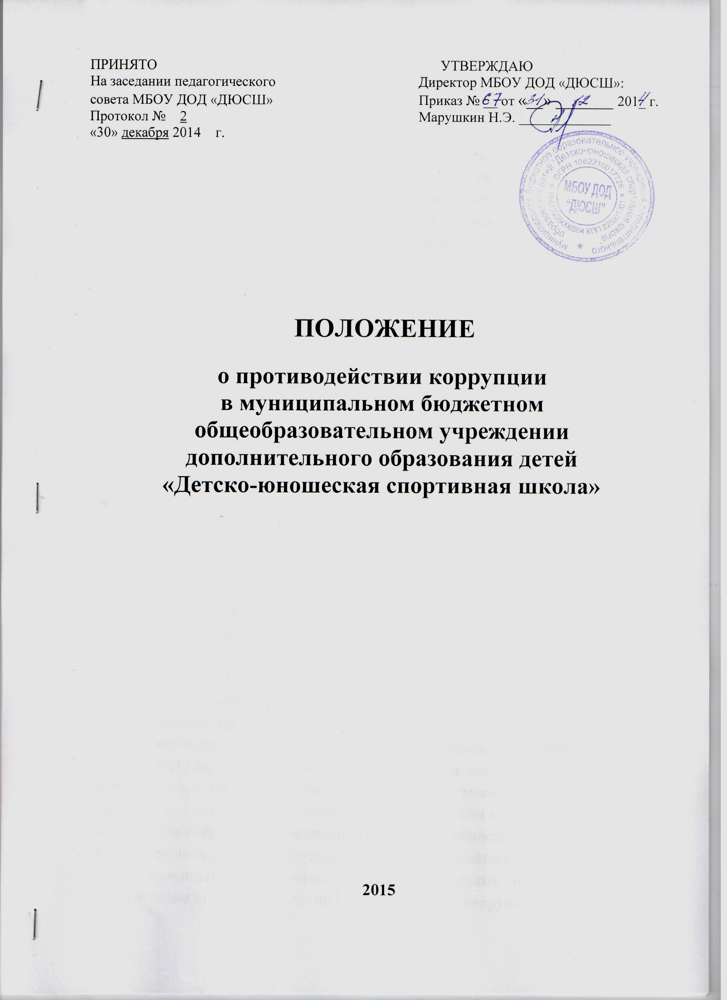 ПРИНЯТО
На заседании педагогического
совета МБОУ ДОД «ДЮСШ»
Протокол № 2
«30» декабря 2014 г.
УТВЕРЖДАЮ
Директор МБОУ ДОД «ДЮСШ»:
Приказ № 67 от «31» 12 2014 г.
Марушкин Н.Э.
муниципальное бюджетное образовательное учреждение дополнительного
образования детей "Детско-юношеская спортивная школа"
ОГРН 1062210017726 * ИНН 2259006564 КПП 225901001 *
МБОУ ДОД
"ДЮСШ"
ПОЛОЖЕНИЕ
о противодействии коррупции
в муниципальном бюджетном
общеобразовательном учреждении
дополнительного образования детей
«Детско-юношеская спортивная школа»
2015